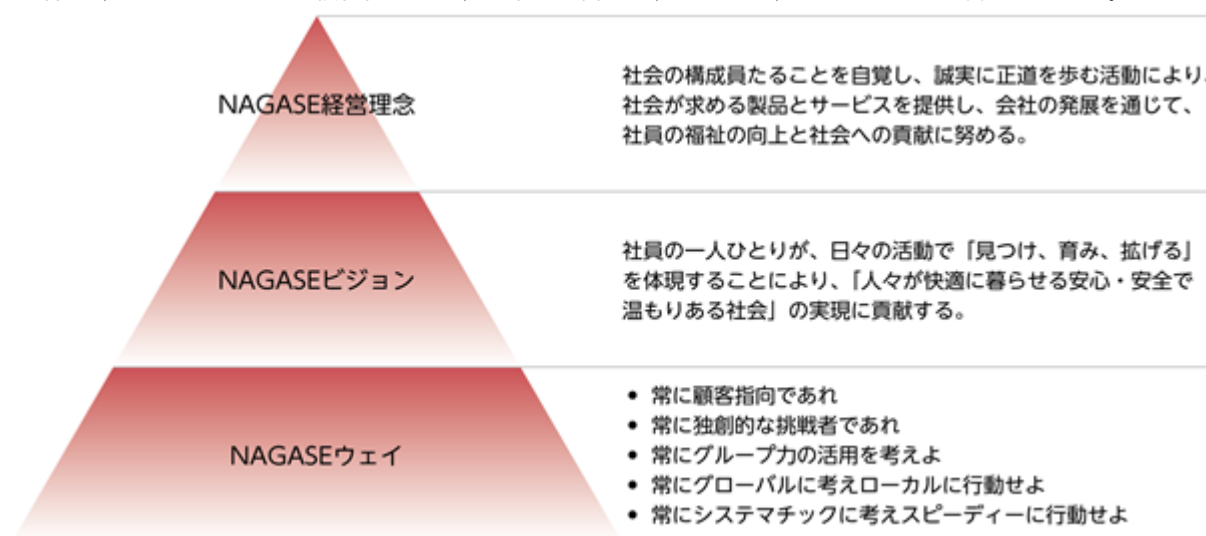 NAGASE経営理念
社会の構成員たることを自覚し、誠実に正道を歩む活動により、
社会が求める製品とサービスを提供し、会社の発展を通じて、
社員の福祉の向上と社会への貢献に努める。
NAGASEビジョン
社員の一人ひとりが、日々の活動で「見つけ、育み、拡げる」
を体現することにより、「人々が快適に暮らせる安心・安全で
温もりある社会」の実現に貢献する。
NAGASEウェイ
• 常に顧客指向であれ
• 常に独創的な挑戦者であれ
• 常にグループ力の活用を考えよ
• 常にグローバルに考えローカルに行動せよ
• 常にシステマチックに考えスピーディーに行動せよ